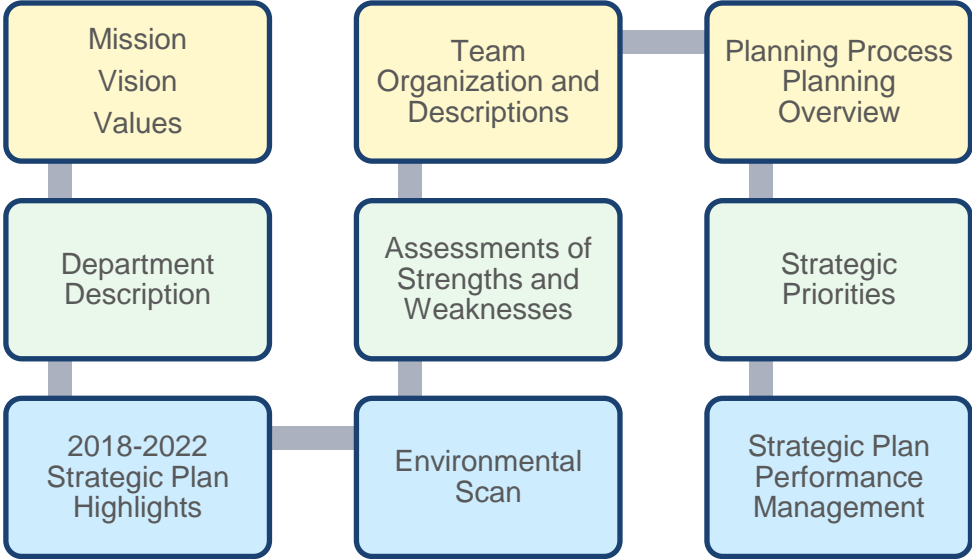 Mission
Vision
Values
Department
Description
2018-2022
Strategic Plan
Highlights
Environmental
Scan
Assessments of
Strengths and
Weaknesses
Team
Organization and
Descriptions
Planning Process
Planning
Overview
Strategic
Priorities
Strategic Plan
Performance
Management